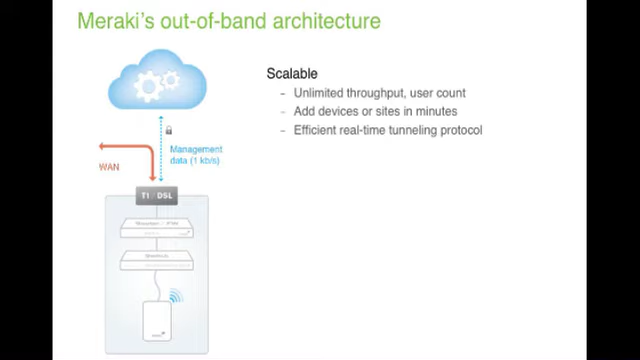 Meraki's out-of-band architecture
Scalable
- Unlimited throughput, user count
- Add devices or sites in minutes
- Efficient real-time tunneling protocol
Management
data (1 kb/s)
WAN
T1 / DSL